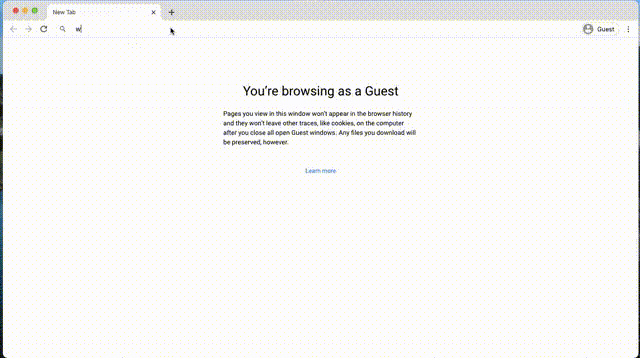 New Tab
w
Guest
You're browsing as a Guest
Pages you view in this window won't appear in the browser history
and they won't leave other traces, like cookies, on the computer
after you close all open Guest windows. Any files you download will
be preserved, however.
Learn more